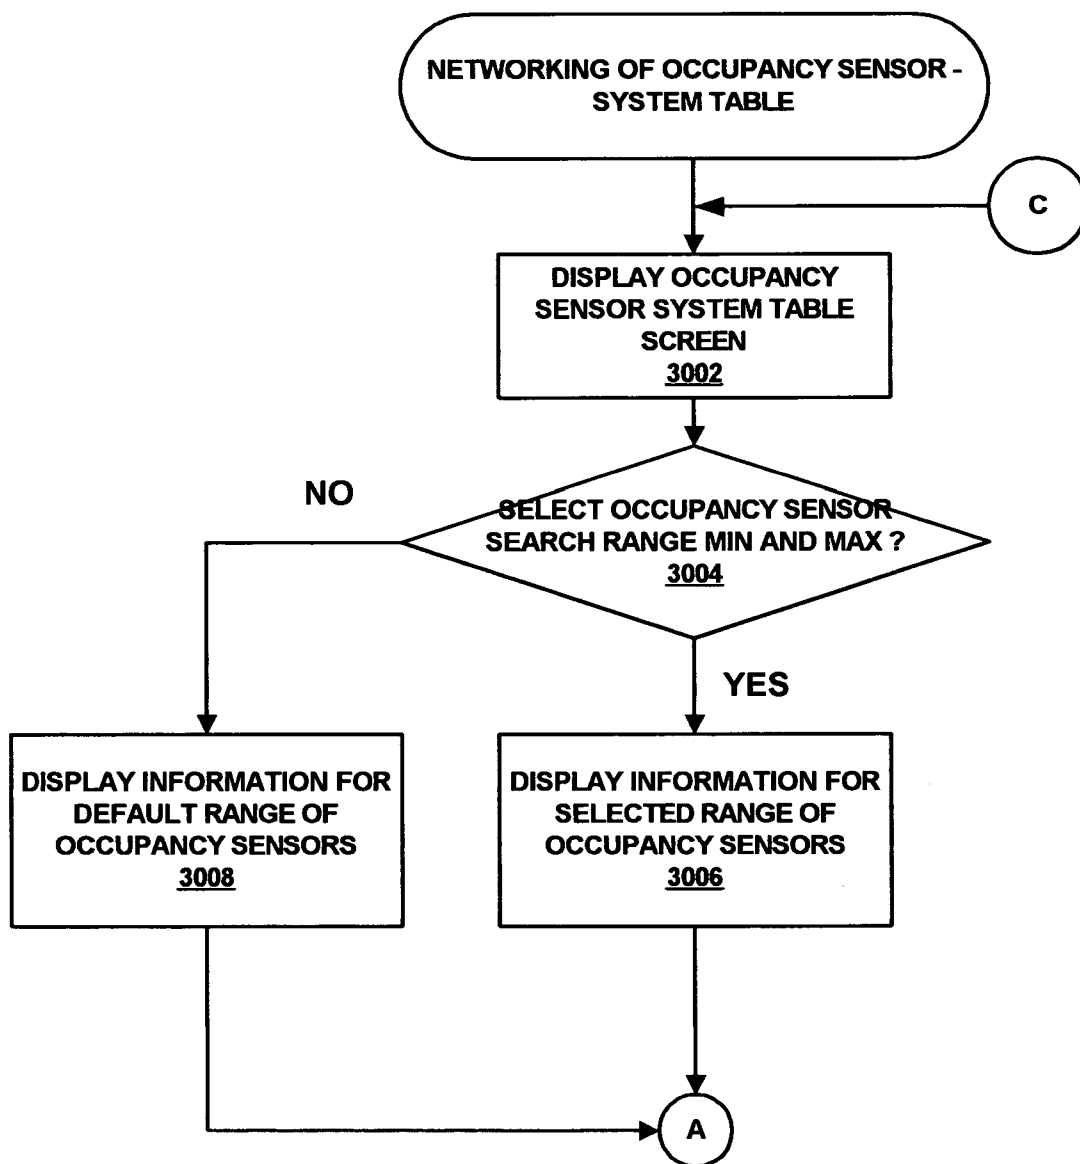 NETWORKING OF OCCUPANCY SENSOR -
SYSTEM TABLE
C
DISPLAY OCCUPANCY
SENSOR SYSTEM TABLE
SCREEN
3002
NO
SELECT OCCUPANCY SENSOR
SEARCH RANGE MIN AND MAX ?
3004
YES
DISPLAY INFORMATION FOR
DEFAULT RANGE OF
OCCUPANCY SENSORS
3008
DISPLAY INFORMATION FOR
SELECTED RANGE OF
OCCUPANCY SENSORS
3006
A